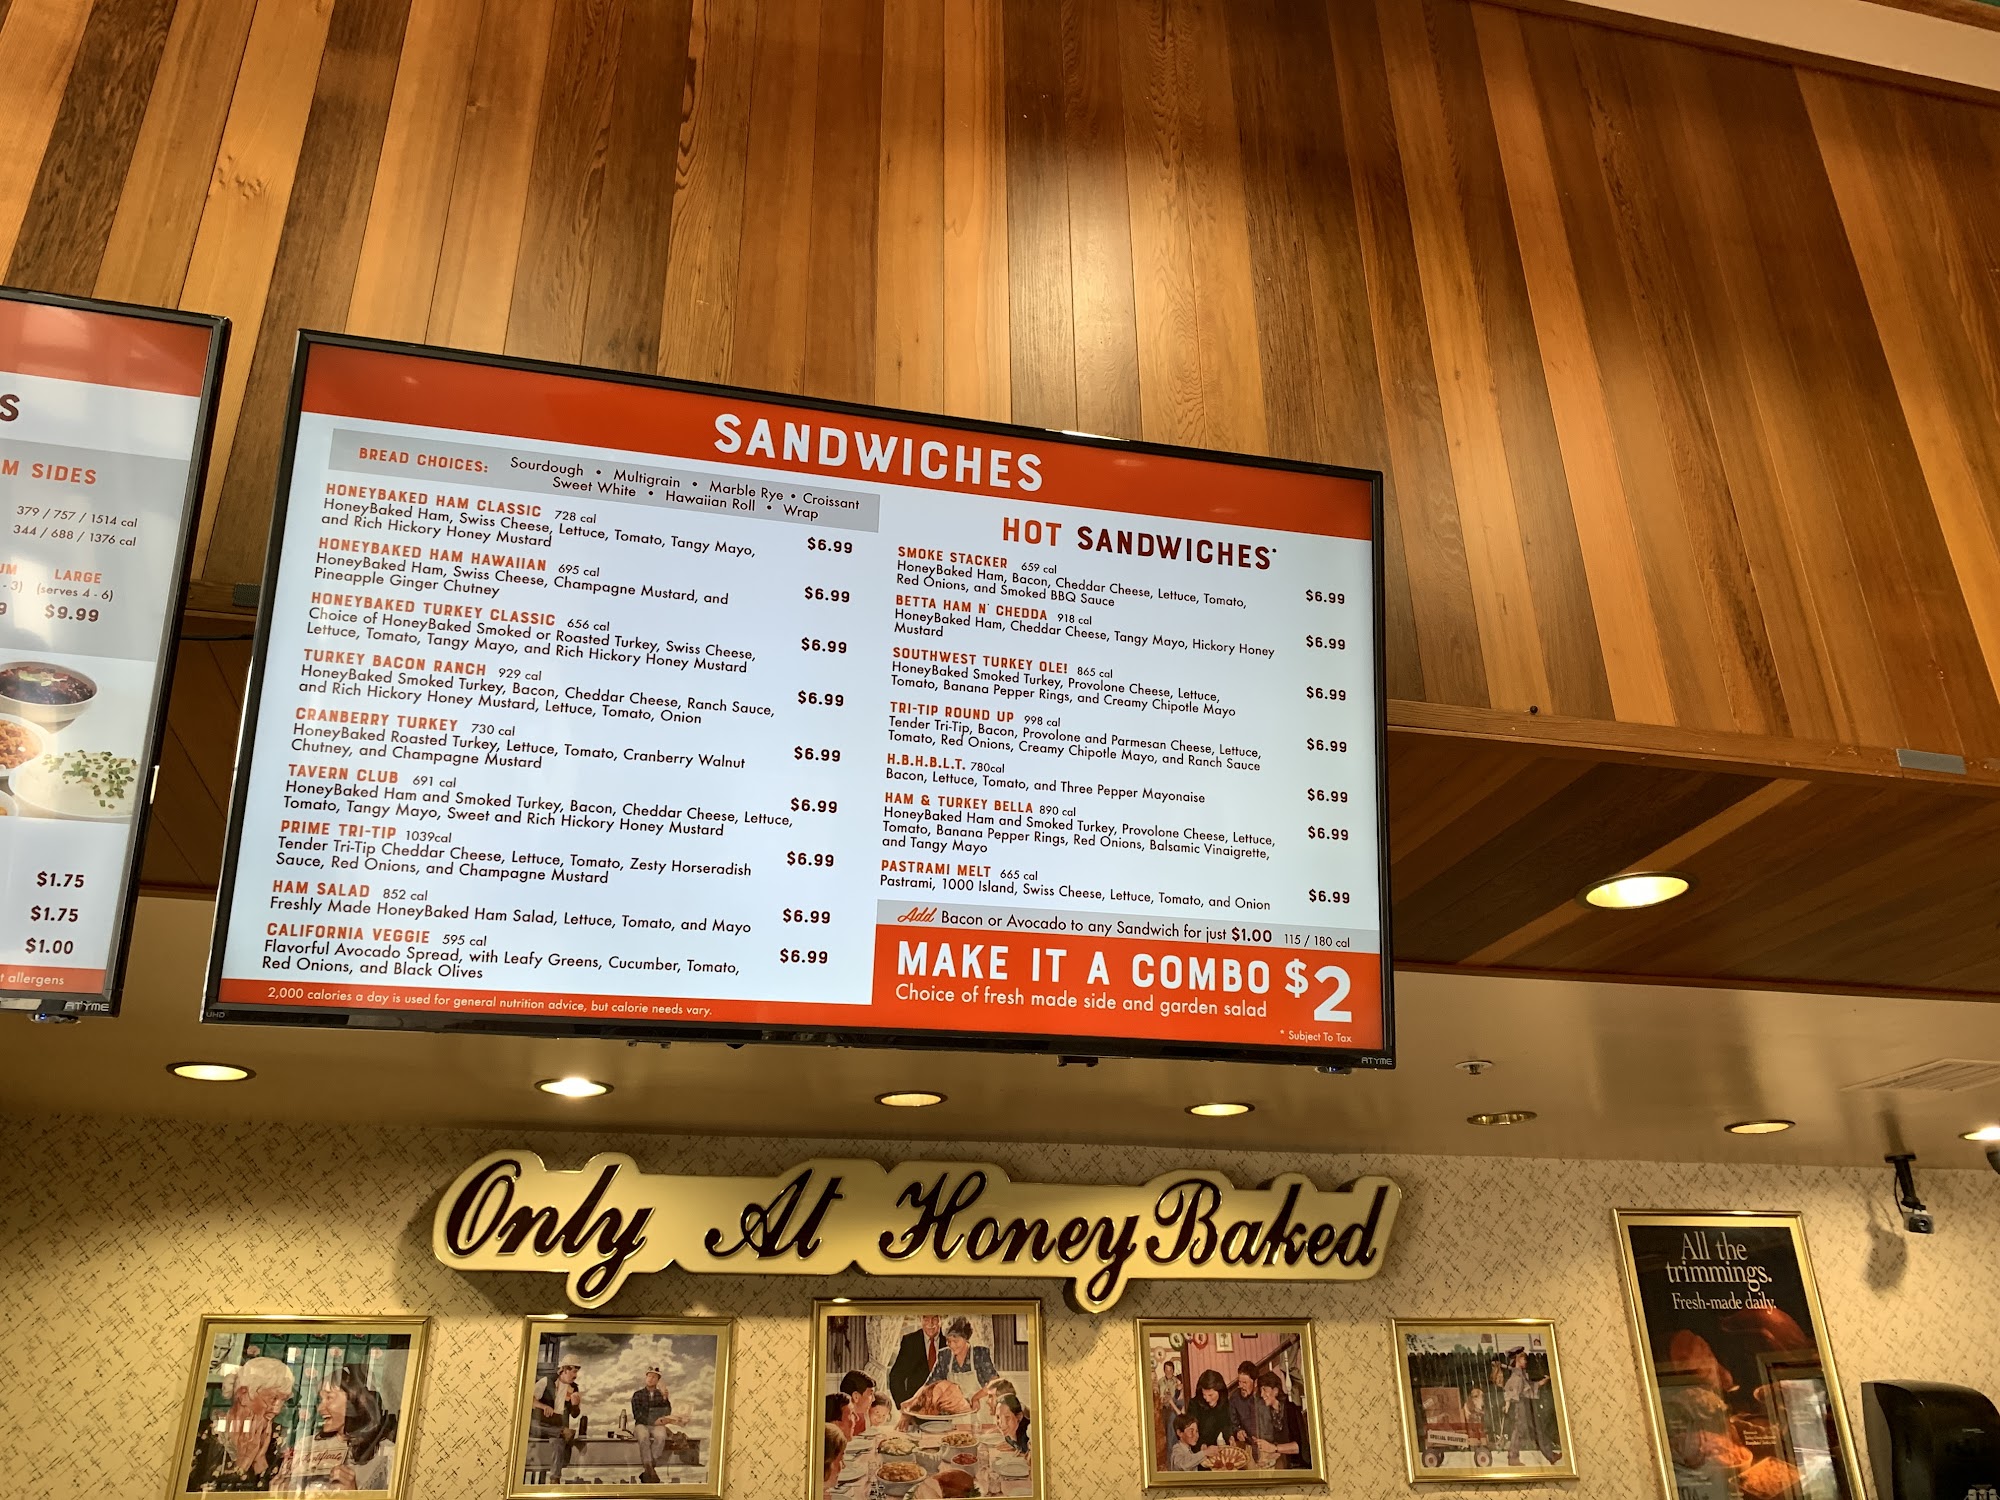 S
M SIDES
379 / 757 / 1514 cal
344 / 688 / 1376 cal
UM LARGE
- 3) (serves 4 - 6)
9 $9.99
$1.75
$1.75
$1.00
t allergens
ATYME
SANDWICHES
BREAD CHOICES: Sourdough • Multigrain • Marble Rye • Croissant
Sweet White • Hawaiian Roll • Wrap
HONEYBAKED HAM CLASSIC 728 cal
HoneyBaked Ham, Swiss Cheese, Lettuce, Tomato, Tangy Mayo,
and Rich Hickory Honey Mustard $6.99
HONEYBAKED HAM HAWAIIAN 695 cal
HoneyBaked Ham, Swiss Cheese, Champagne Mustard, and
Pineapple Ginger Chutney $6.99
HONEYBAKED TURKEY CLASSIC 656 cal
Choice of HoneyBaked Smoked or Roasted Turkey, Swiss Cheese,
Lettuce, Tomato, Tangy Mayo, and Rich Hickory Honey Mustard $6.99
TURKEY BACON RANCH 929 cal
HoneyBaked Smoked Turkey, Bacon, Cheddar Cheese, Ranch Sauce,
and Rich Hickory Honey Mustard, Lettuce, Tomato, Onion $6.99
CRANBERRY TURKEY 730 cal
HoneyBaked Roasted Turkey, Lettuce, Tomato, Cranberry Walnut
Chutney, and Champagne Mustard $6.99
TAVERN CLUB 691 cal
HoneyBaked Ham and Smoked Turkey, Bacon, Cheddar Cheese, Lettuce,
Tomato, Tangy Mayo, Sweet and Rich Hickory Honey Mustard $6.99
PRIME TRI-TIP 1039cal
Tender Tri-Tip Cheddar Cheese, Lettuce, Tomato, Zesty Horseradish
Sauce, Red Onions, and Champagne Mustard $6.99
HAM SALAD 852 cal
Freshly Made HoneyBaked Ham Salad, Lettuce, Tomato, and Mayo $6.99
CALIFORNIA VEGGIE 595 cal
Flavorful Avocado Spread, with Leafy Greens, Cucumber, Tomato,
Red Onions, and Black Olives $6.99
2,000 calories a day is used for general nutrition advice, but calorie needs vary.
HOT SANDWICHES*
SMOKE STACKER 659 cal
HoneyBaked Ham, Bacon, Cheddar Cheese, Lettuce, Tomato,
Red Onions, and Smoked BBQ Sauce $6.99
BETTA HAM N' CHEDDA 918 cal
HoneyBaked Ham, Cheddar Cheese, Tangy Mayo, Hickory Honey
Mustard $6.99
SOUTHWEST TURKEY OLE! 865 cal
HoneyBaked Smoked Turkey, Provolone Cheese, Lettuce,
Tomato, Banana Pepper Rings, and Creamy Chipotle Mayo $6.99
TRI-TIP ROUND UP 998 cal
Tender Tri-Tip, Bacon, Provolone and Parmesan Cheese, Lettuce,
Tomato, Red Onions, Creamy Chipotle Mayo, and Ranch Sauce $6.99
H.B.H.B.L.T. 780cal
Bacon, Lettuce, Tomato, and Three Pepper Mayonaise $6.99
HAM & TURKEY BELLA 890 cal
HoneyBaked Ham and Smoked Turkey, Provolone Cheese, Lettuce,
Tomato, Banana Pepper Rings, Red Onions, Balsamic Vinaigrette,
and Tangy Mayo $6.99
PASTRAMI MELT 665 cal
Pastrami, 1000 Island, Swiss Cheese, Lettuce, Tomato, and Onion $6.99
Add Bacon or Avocado to any Sandwich for just $1.00 115 / 180 cal
MAKE IT A COMBO $2
Choice of fresh made side and garden salad
* Subject To Tax
UHD
ATYME
Only At HoneyBaked
All the
trimmings.
Fresh-made daily.
Certificate
SPECIAL DELIVERY